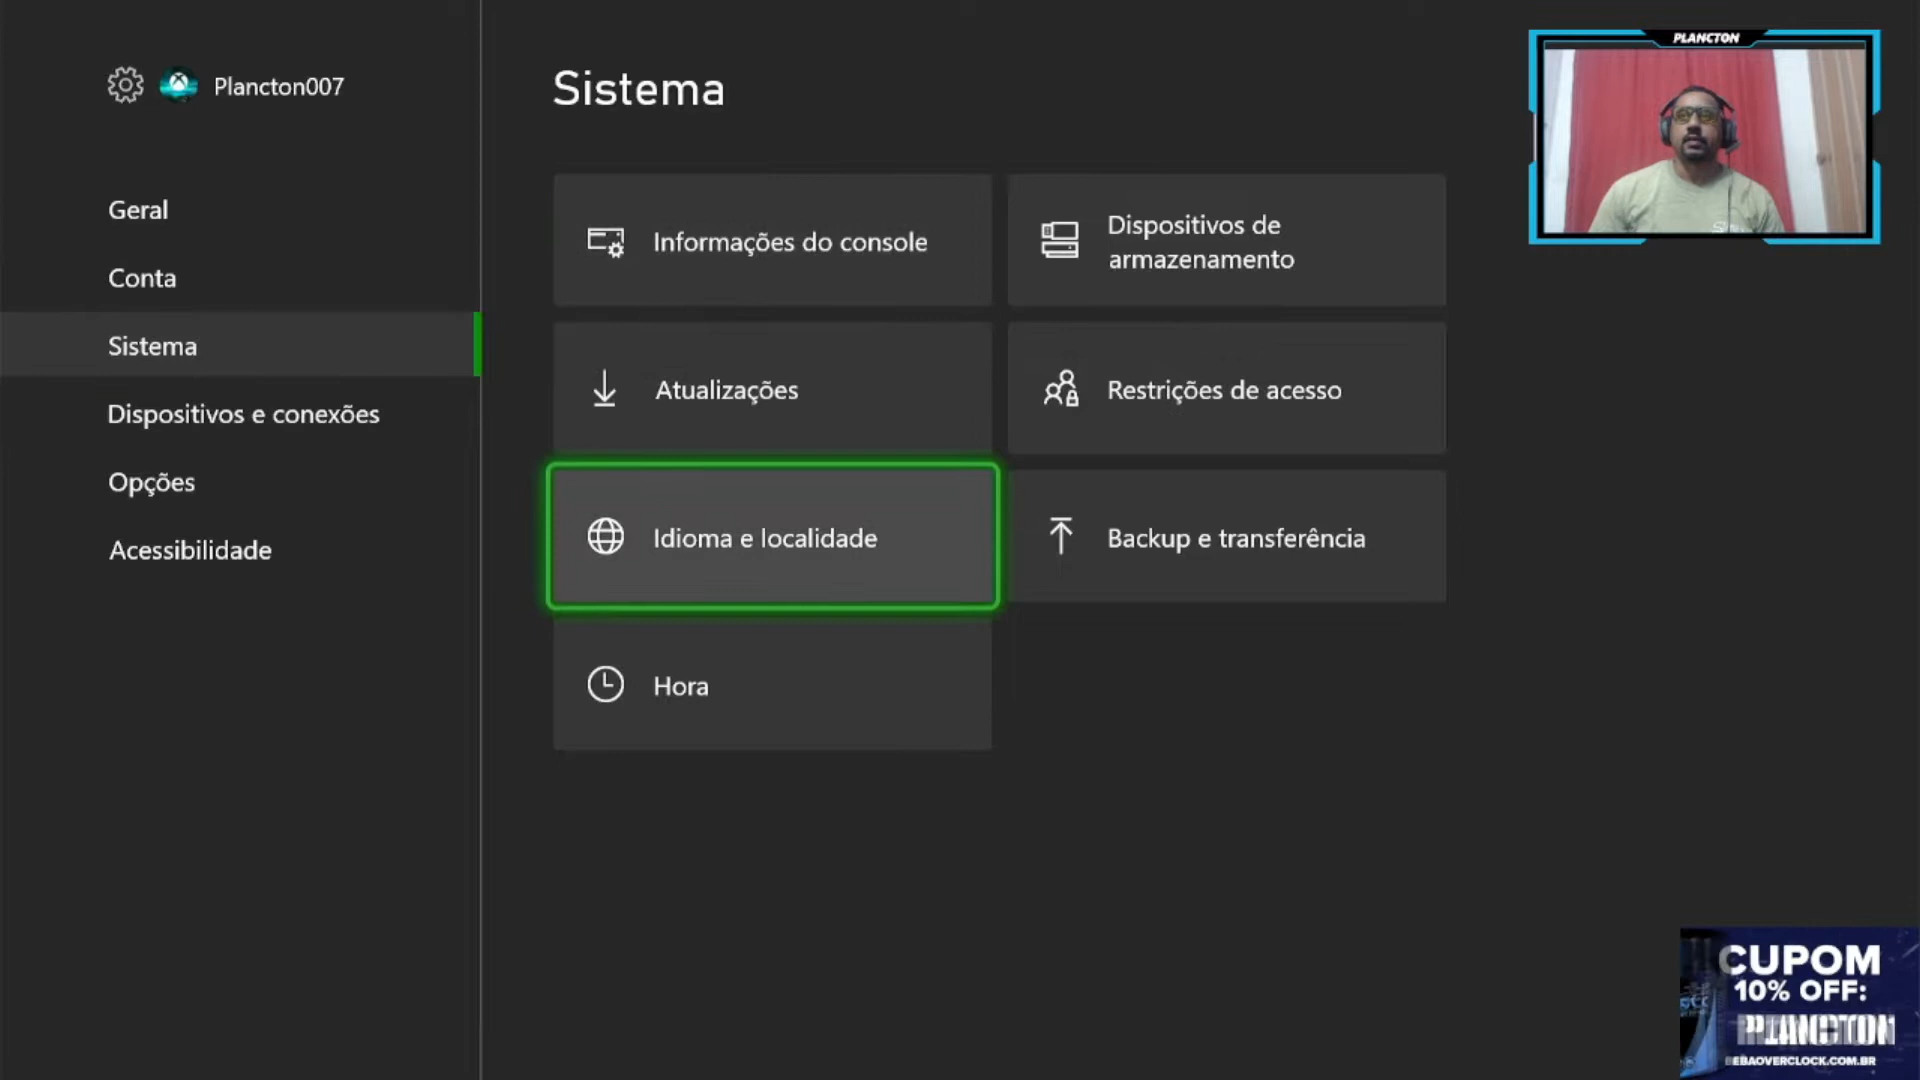 Plancton007
Geral
Conta
Sistema
Dispositivos e conexões
Opções
Acessibilidade
Sistema
Informações do console
Dispositivos de
armazenamento
Atualizações
Restrições de acesso
Idioma e localidade
Backup e transferência
Hora
PLANCTON
CUPOM
10% OFF:
PLANCTON
BEBAOVERCLOCK.COM.BR